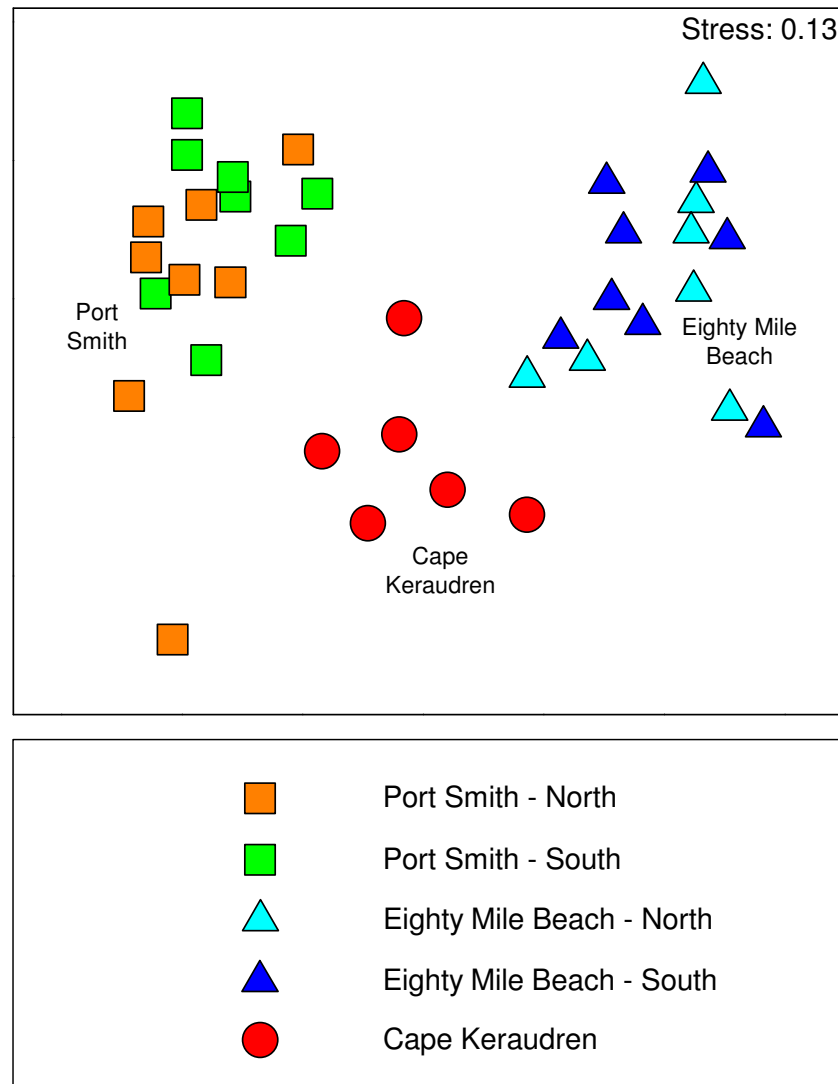 Stress: 0.13
Port
Smith
Eighty Mile
Beach
Cape
Keraudren
Port Smith - North
Port Smith - South
Eighty Mile Beach - North
Eighty Mile Beach - South
Cape Keraudren